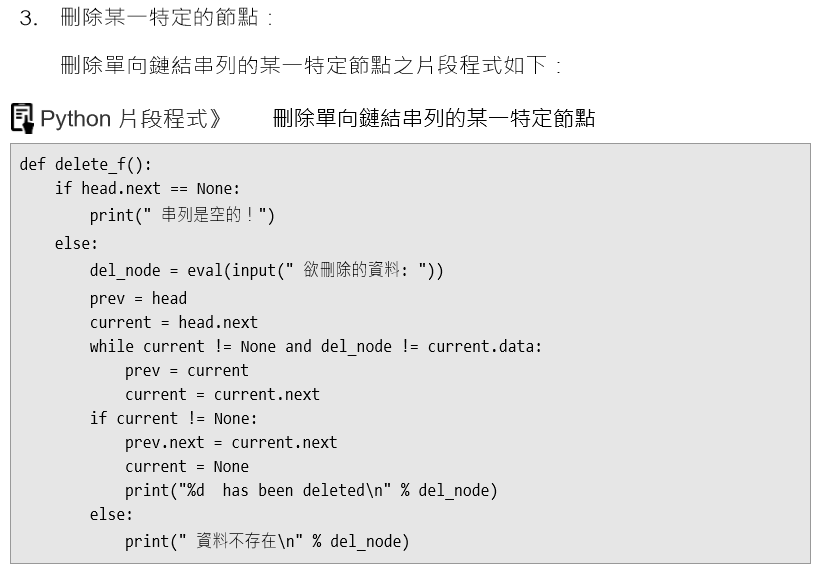 3. 刪除某一特定的節點：
刪除單向鏈結串列的某一特定節點之片段程式如下：
Python 片段程式》 刪除單向鏈結串列的某一特定節點
def delete_f():
    if head.next == None:
        print(" 串列是空的！")
    else:
        del_node = eval(input(" 欲刪除的資料: "))
        prev = head
        current = head.next
        while current != None and del_node != current.data:
            prev = current
            current = current.next
        if current != None:
            prev.next = current.next
            current = None
            print("%d  has been deleted\n" % del_node)
        else:
            print(" 資料不存在\n" % del_node)